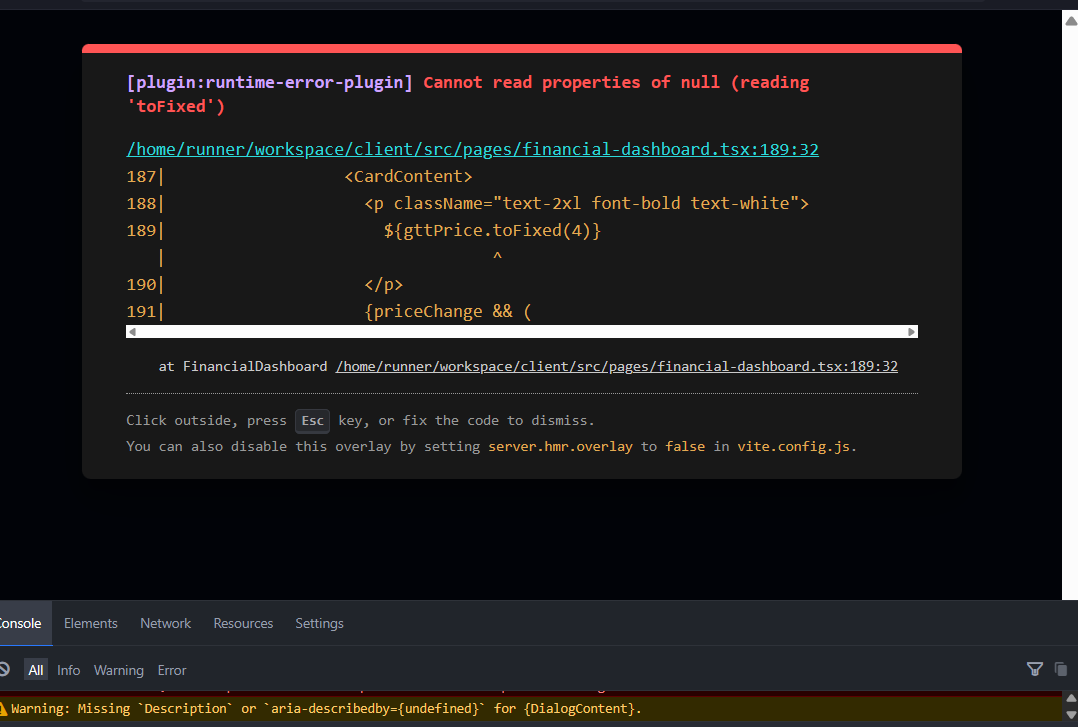 [plugin:runtime-error-plugin] Cannot read properties of null (reading
'toFixed')
/home/runner/workspace/client/src/pages/financial-dashboard.tsx:189:32
187|                  <CardContent>
188|                    <p className="text-2xl font-bold text-white">
189|                      ${gttPrice.toFixed(4)}
   |                                 ^
190|                    </p>
191|                    {priceChange && (
at FinancialDashboard /home/runner/workspace/client/src/pages/financial-dashboard.tsx:189:32
Click outside, press Esc key, or fix the code to dismiss.
You can also disable this overlay by setting server.hmr.overlay to false in vite.config.js.
Console Elements Network Resources Settings
All Info Warning Error
Warning: Missing `Description` or `aria-describedby={undefined}` for {DialogContent}.